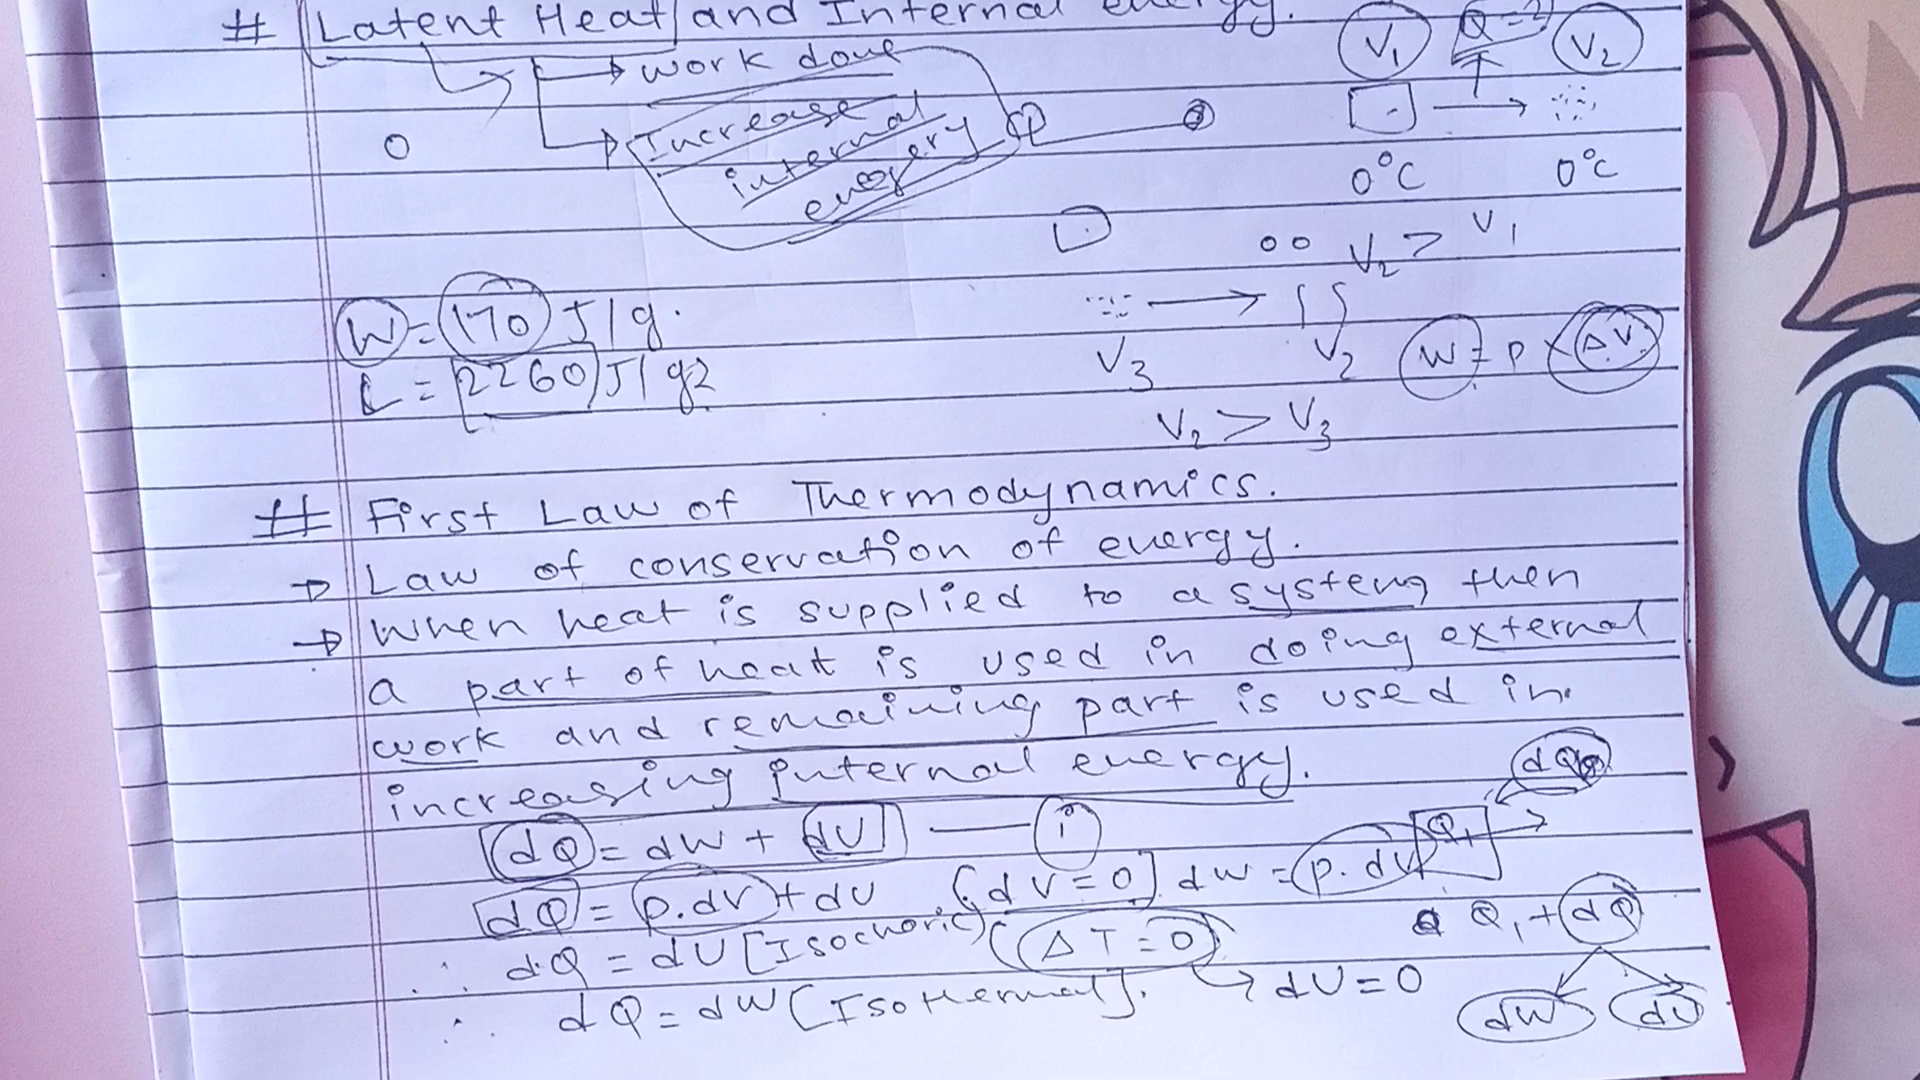 # Latent Heat and Internal energy.
V1 Q = V2
→ work done
→ Increase internal energery
0°C 0°C
V2 > V1
W = 170 J/g.
L = 2260 J/g2
V3 V2 W = P × ΔV
V2 > V3
# First Law of Thermodynamics.
→ Law of conservation of energy.
→ When heat is supplied to a system then
a part of heat is used in doing external
work and remaining part is used in
increasing internal energy.
dQ
dQ = dW + dU — i
Q1
dQ = p.dv + dU [dV = 0] dW = p.dv
Q1 + dQ
∴ dQ = dU [Isochoric] (ΔT = 0)
→ dU = 0
∴ dQ = dW [Isothermal].
dW dU